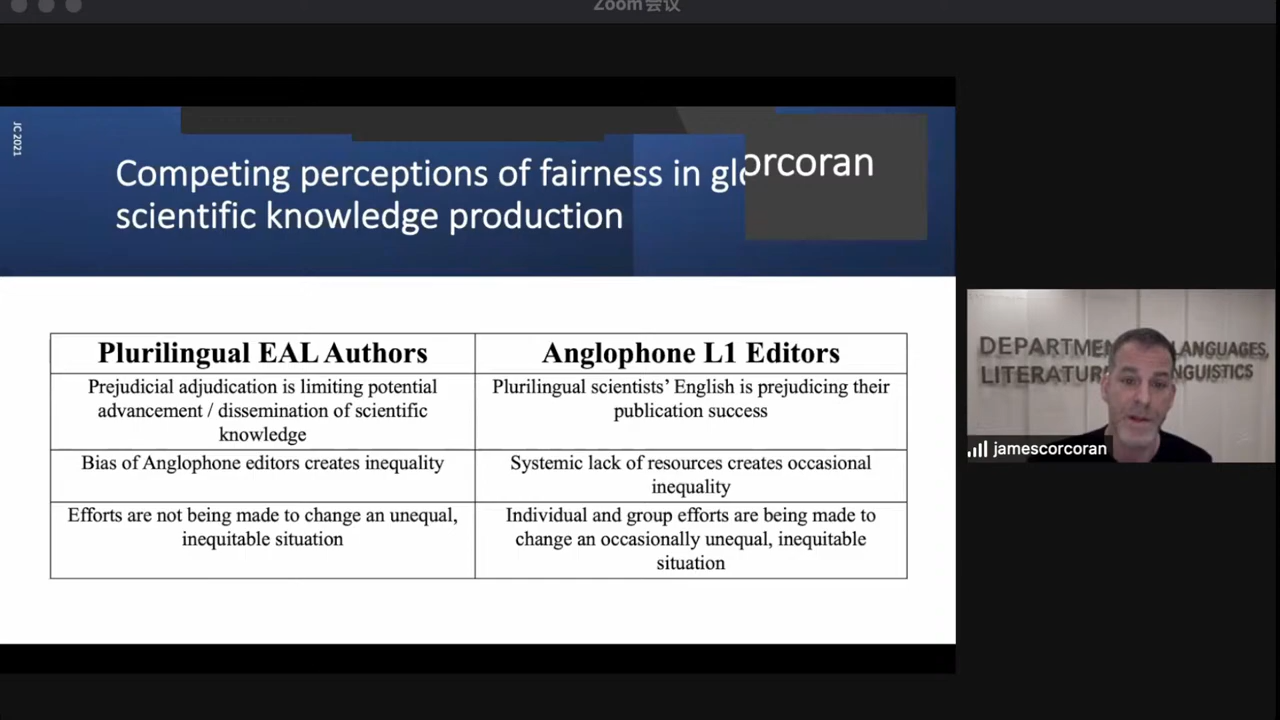 Zoom会议
JC 2021
orcoran
Competing perceptions of fairness in
scientific knowledge production
Plurilingual EAL Authors
Anglophone L1 Editors
Prejudicial adjudication is limiting potential
advancement / dissemination of scientific
knowledge
Plurilingual scientists' English is prejudicing their
publication success
Bias of Anglophone editors creates inequality
Systemic lack of resources creates occasional
inequality
Efforts are not being made to change an unequal,
inequitable situation
Individual and group efforts are being made to
change an occasionally unequal, inequitable
situation
LANGUAGES,
jamescorcoran